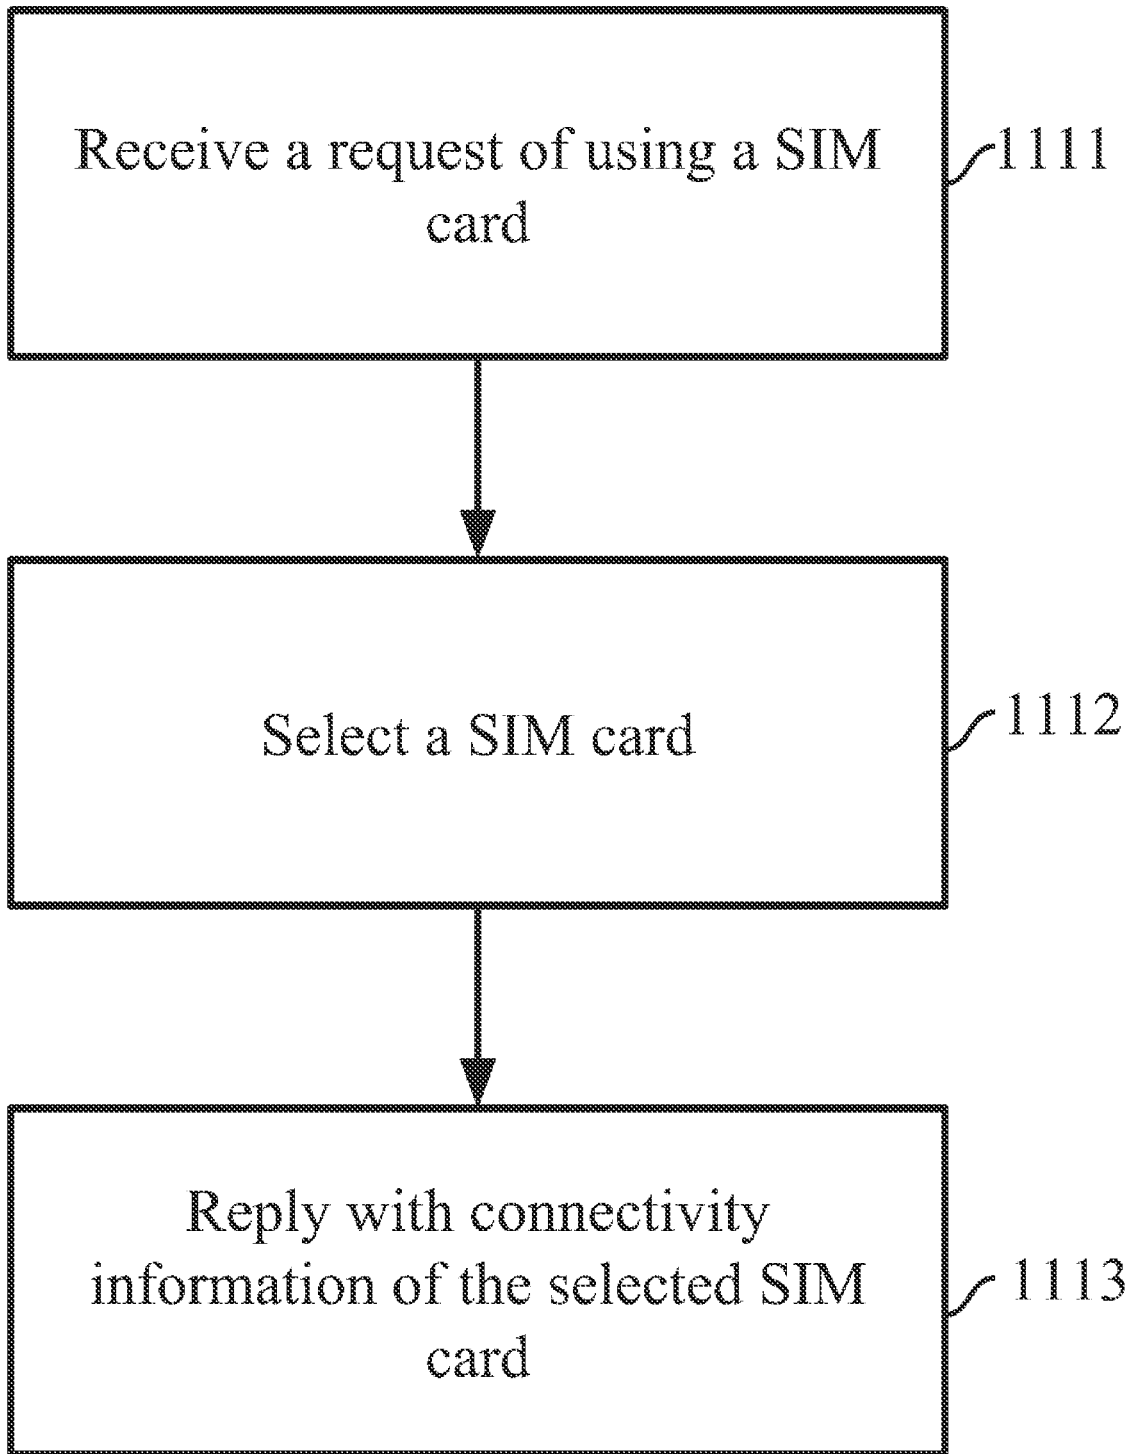 Receive a request of using a SIM
card
1111
Select a SIM card
1112
Reply with connectivity
information of the selected SIM
card
1113